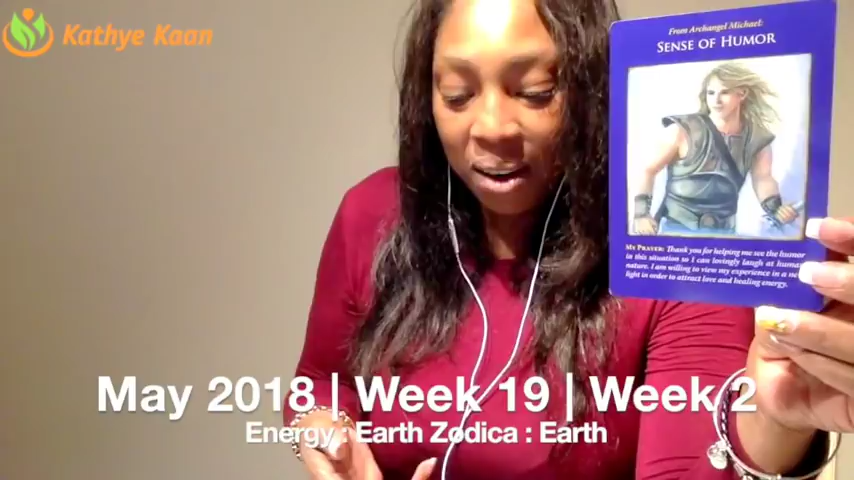 Kathye Kaan
From Archangel Michael:
SENSE OF HUMOR
MY PRAYER: Thank you for helping me see the humor
in this situation so I can lovingly laugh at human
nature. I am willing to view my experience in a new
light in order to attract love and healing energy.
May 2018 | Week 19 | Week 2
Energy : Earth Zodica : Earth